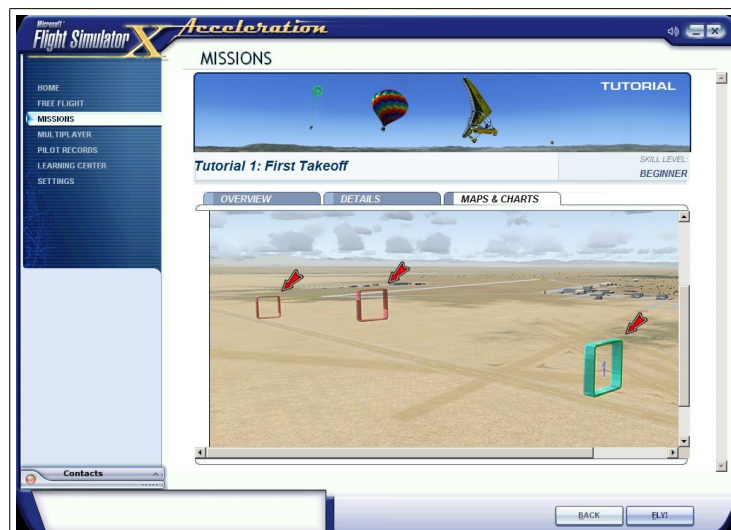 Microsoft
Flight Simulator X Acceleration
MISSIONS
HOME
FREE FLIGHT
MISSIONS
MULTIPLAYER
PILOT RECORDS
LEARNING CENTER
SETTINGS
TUTORIAL
Tutorial 1: First Takeoff
SKILL LEVEL:
BEGINNER
OVERVIEW DETAILS MAPS & CHARTS
1
Contacts
BACK FLY!